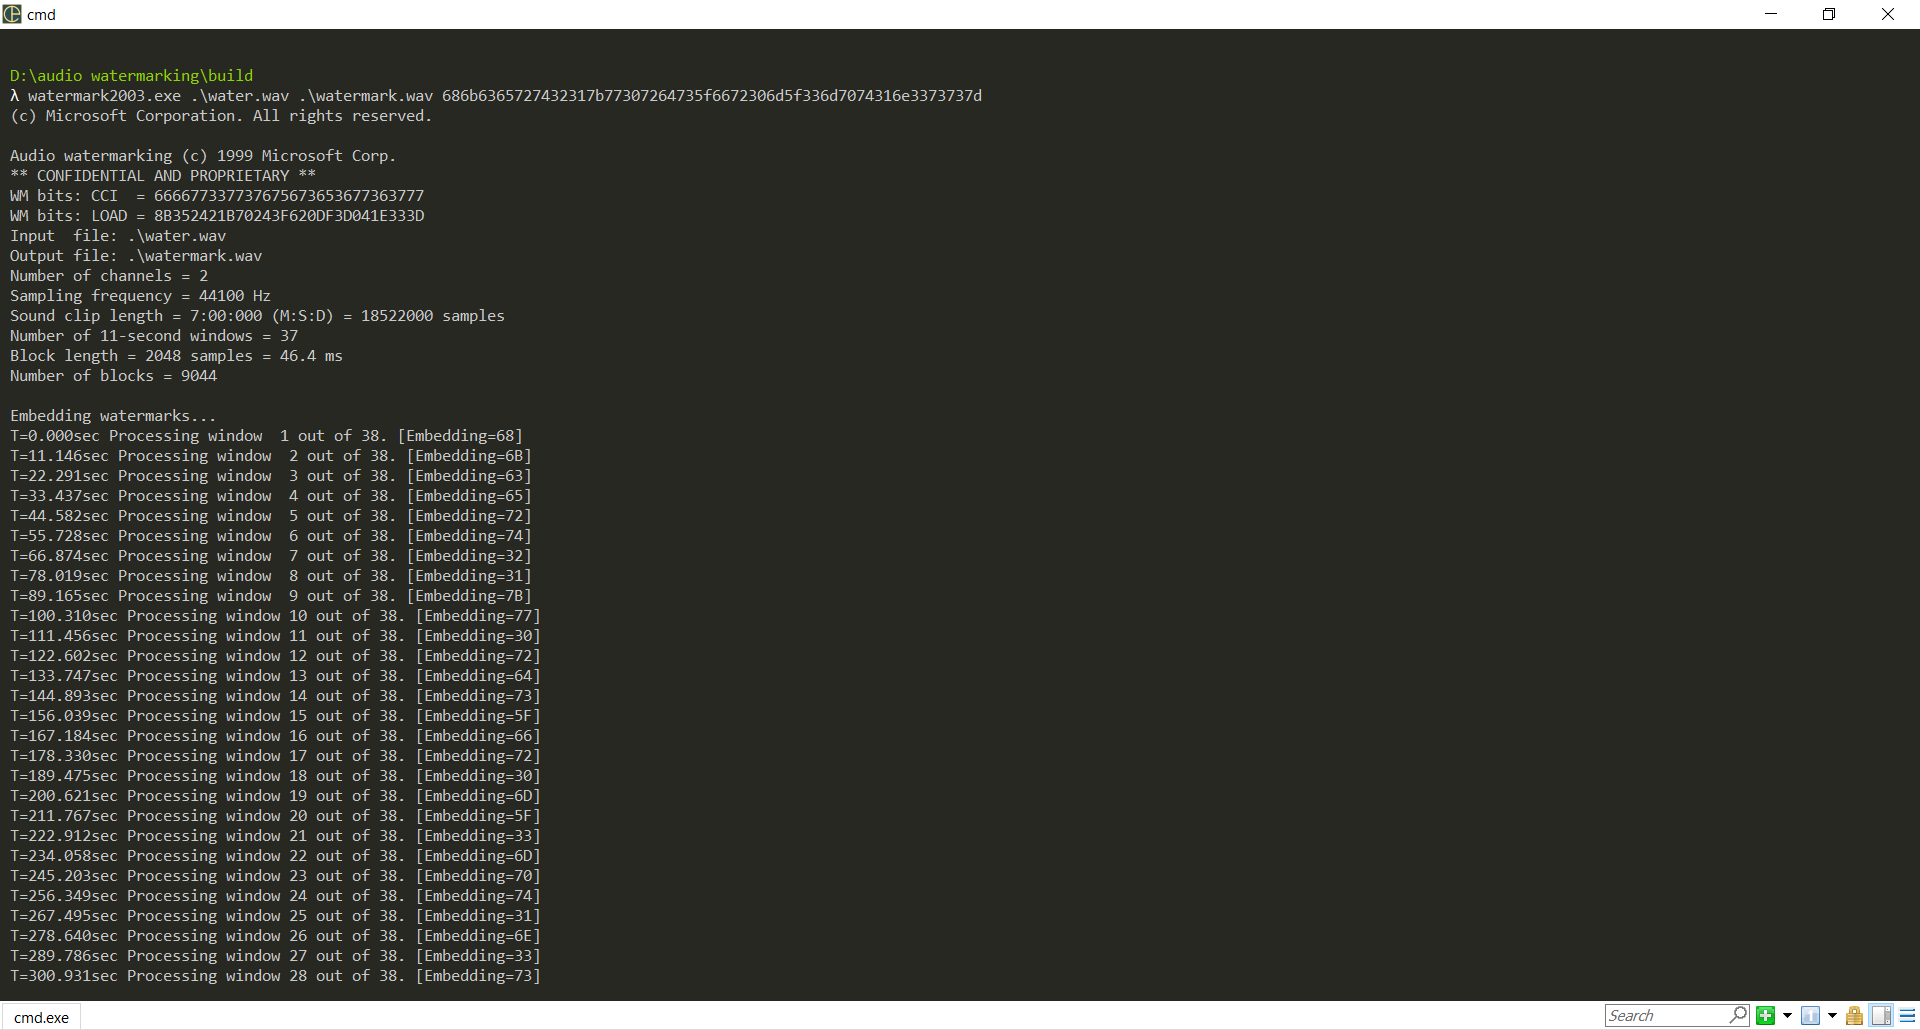 cmd
D:\audio watermarking\build
λ watermark2003.exe .\water.wav .\watermark.wav 686b6365727432317b77307264735f6672306d5f336d7074316e3373737d
(c) Microsoft Corporation. All rights reserved.
Audio watermarking (c) 1999 Microsoft Corp.
** CONFIDENTIAL AND PROPRIETARY **
WM bits: CCI  = 666677337737675673653677363777
WM bits: LOAD = 8B352421B70243F620DF3D041E333D
Input  file: .\water.wav
Output file: .\watermark.wav
Number of channels = 2
Sampling frequency = 44100 Hz
Sound clip length = 7:00:000 (M:S:D) = 18522000 samples
Number of 11-second windows = 37
Block length = 2048 samples = 46.4 ms
Number of blocks = 9044
Embedding watermarks...
T=0.000sec Processing window  1 out of 38. [Embedding=68]
T=11.146sec Processing window  2 out of 38. [Embedding=6B]
T=22.291sec Processing window  3 out of 38. [Embedding=63]
T=33.437sec Processing window  4 out of 38. [Embedding=65]
T=44.582sec Processing window  5 out of 38. [Embedding=72]
T=55.728sec Processing window  6 out of 38. [Embedding=74]
T=66.874sec Processing window  7 out of 38. [Embedding=32]
T=78.019sec Processing window  8 out of 38. [Embedding=31]
T=89.165sec Processing window  9 out of 38. [Embedding=7B]
T=100.310sec Processing window 10 out of 38. [Embedding=77]
T=111.456sec Processing window 11 out of 38. [Embedding=30]
T=122.602sec Processing window 12 out of 38. [Embedding=72]
T=133.747sec Processing window 13 out of 38. [Embedding=64]
T=144.893sec Processing window 14 out of 38. [Embedding=73]
T=156.039sec Processing window 15 out of 38. [Embedding=5F]
T=167.184sec Processing window 16 out of 38. [Embedding=66]
T=178.330sec Processing window 17 out of 38. [Embedding=72]
T=189.475sec Processing window 18 out of 38. [Embedding=30]
T=200.621sec Processing window 19 out of 38. [Embedding=6D]
T=211.767sec Processing window 20 out of 38. [Embedding=5F]
T=222.912sec Processing window 21 out of 38. [Embedding=33]
T=234.058sec Processing window 22 out of 38. [Embedding=6D]
T=245.203sec Processing window 23 out of 38. [Embedding=70]
T=256.349sec Processing window 24 out of 38. [Embedding=74]
T=267.495sec Processing window 25 out of 38. [Embedding=31]
T=278.640sec Processing window 26 out of 38. [Embedding=6E]
T=289.786sec Processing window 27 out of 38. [Embedding=33]
T=300.931sec Processing window 28 out of 38. [Embedding=73]
cmd.exe
Search